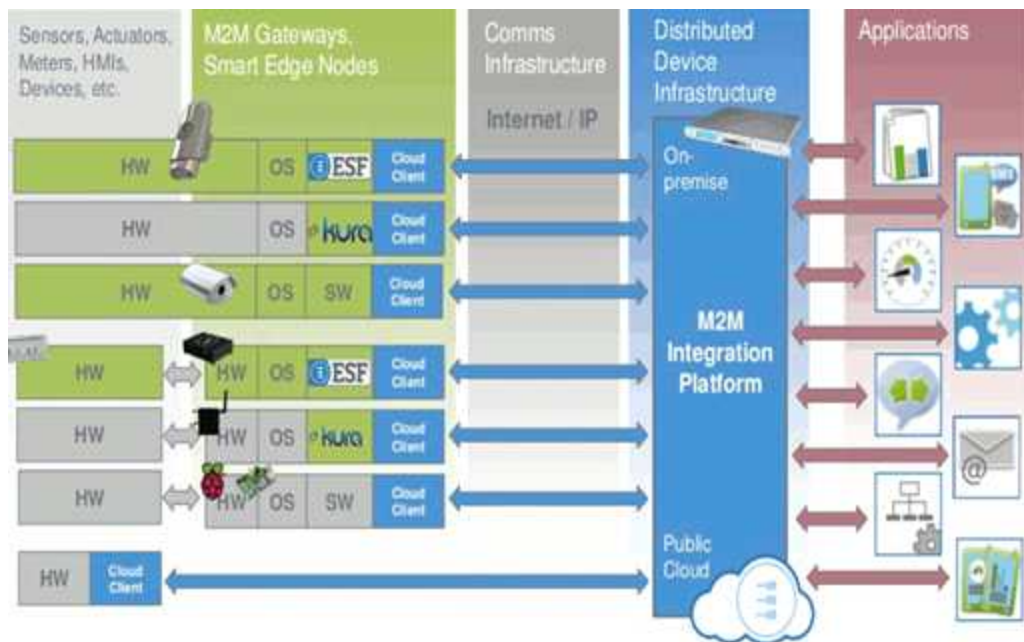 Sensors, Actuators,
Meters, HMIs,
Devices, etc.
M2M Gateways,
Smart Edge Nodes
Comms
Infrastructure
Internet / IP
Distributed
Device
Infrastructure
Applications
On-
premise
HW OS ESF Cloud
Client
HW OS kura Cloud
Client
HW OS SW Cloud
Client
M2M
Integration
Platform
HW HW OS ESF Cloud
Client
HW HW OS kura Cloud
Client
HW HW OS SW Cloud
Client
@
Public
Cloud
HW Cloud
Client